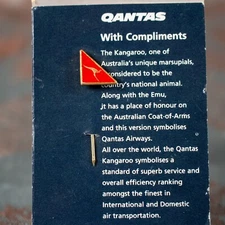 QANTAS
With Compliments
The Kangaroo, one of
Australia's unique marsupials,
considered to be the
country's national animal.
Along with the Emu,
it has a place of honour on
the Australian Coat-of-Arms
and this version symbolises
Qantas Airways.
All over the world, the Qantas
Kangaroo symbolises a
standard of superb service and
overall efficiency ranking
amongst the finest in
International and Domestic
air transportation.